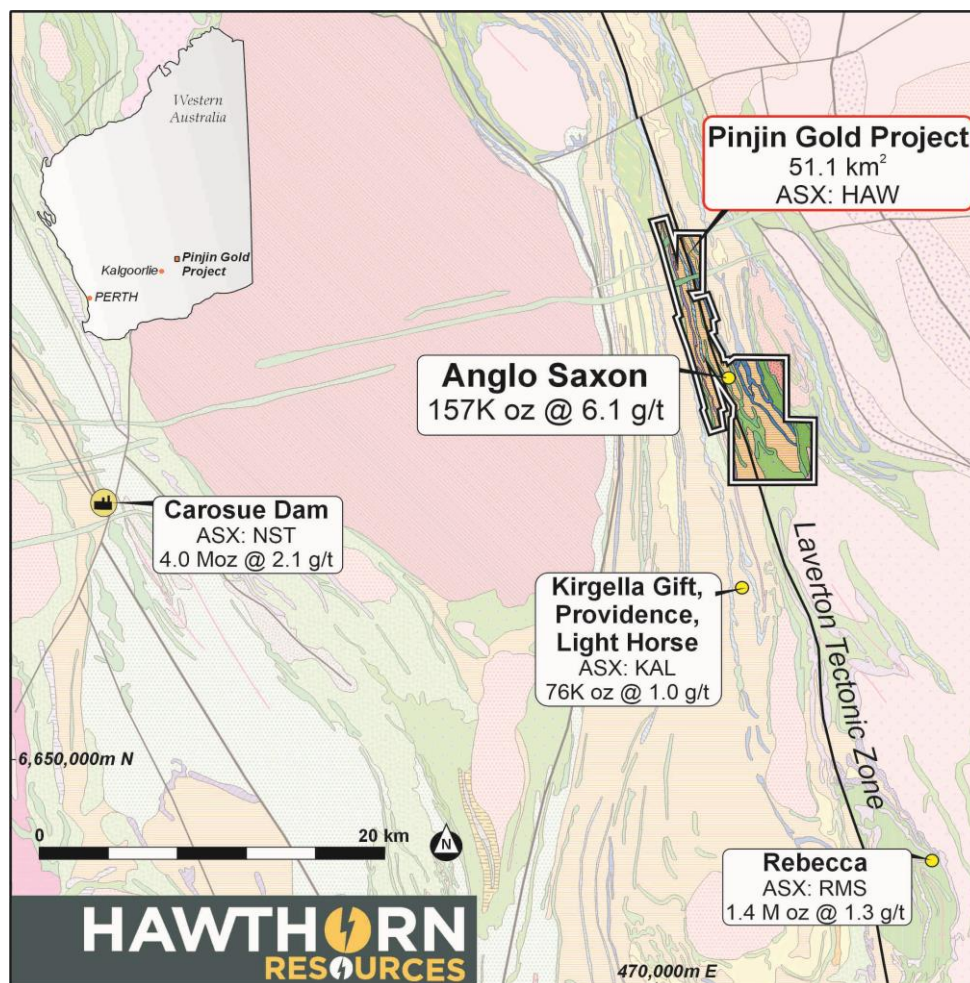 Western
Australia
Pinjin Gold
Project
Kalgoorlie
PERTH
Pinjin Gold Project
51.1 km²
ASX: HAW
Anglo Saxon
157K oz @ 6.1 g/t
Carosue Dam
ASX: NST
4.0 Moz @ 2.1 g/t
Kirgella Gift,
Providence,
Light Horse
ASX: KAL
76K oz @ 1.0 g/t
Laverton Tectonic Zone
6,650,000m N
0 20 km
N
Rebecca
ASX: RMS
1.4 M oz @ 1.3 g/t
HAWTHORN
RESOURCES
470,000m E